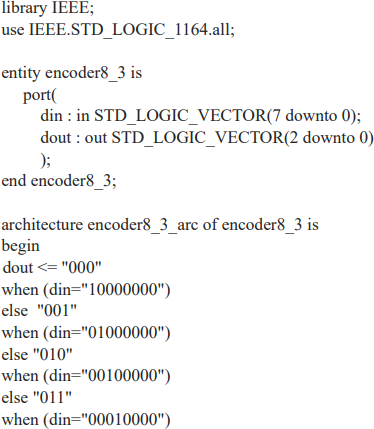 library IEEE;
use IEEE.STD_LOGIC_1164.all;
entity encoder8_3 is
port(
din : in STD_LOGIC_VECTOR(7 downto 0);
dout : out STD_LOGIC_VECTOR(2 downto 0)
);
end encoder8_3;
architecture encoder8_3_arc of encoder8_3 is
begin
dout <= "000"
when (din="10000000")
else "001"
when (din="01000000")
else "010"
when (din="00100000")
else "011"
when (din="00010000")